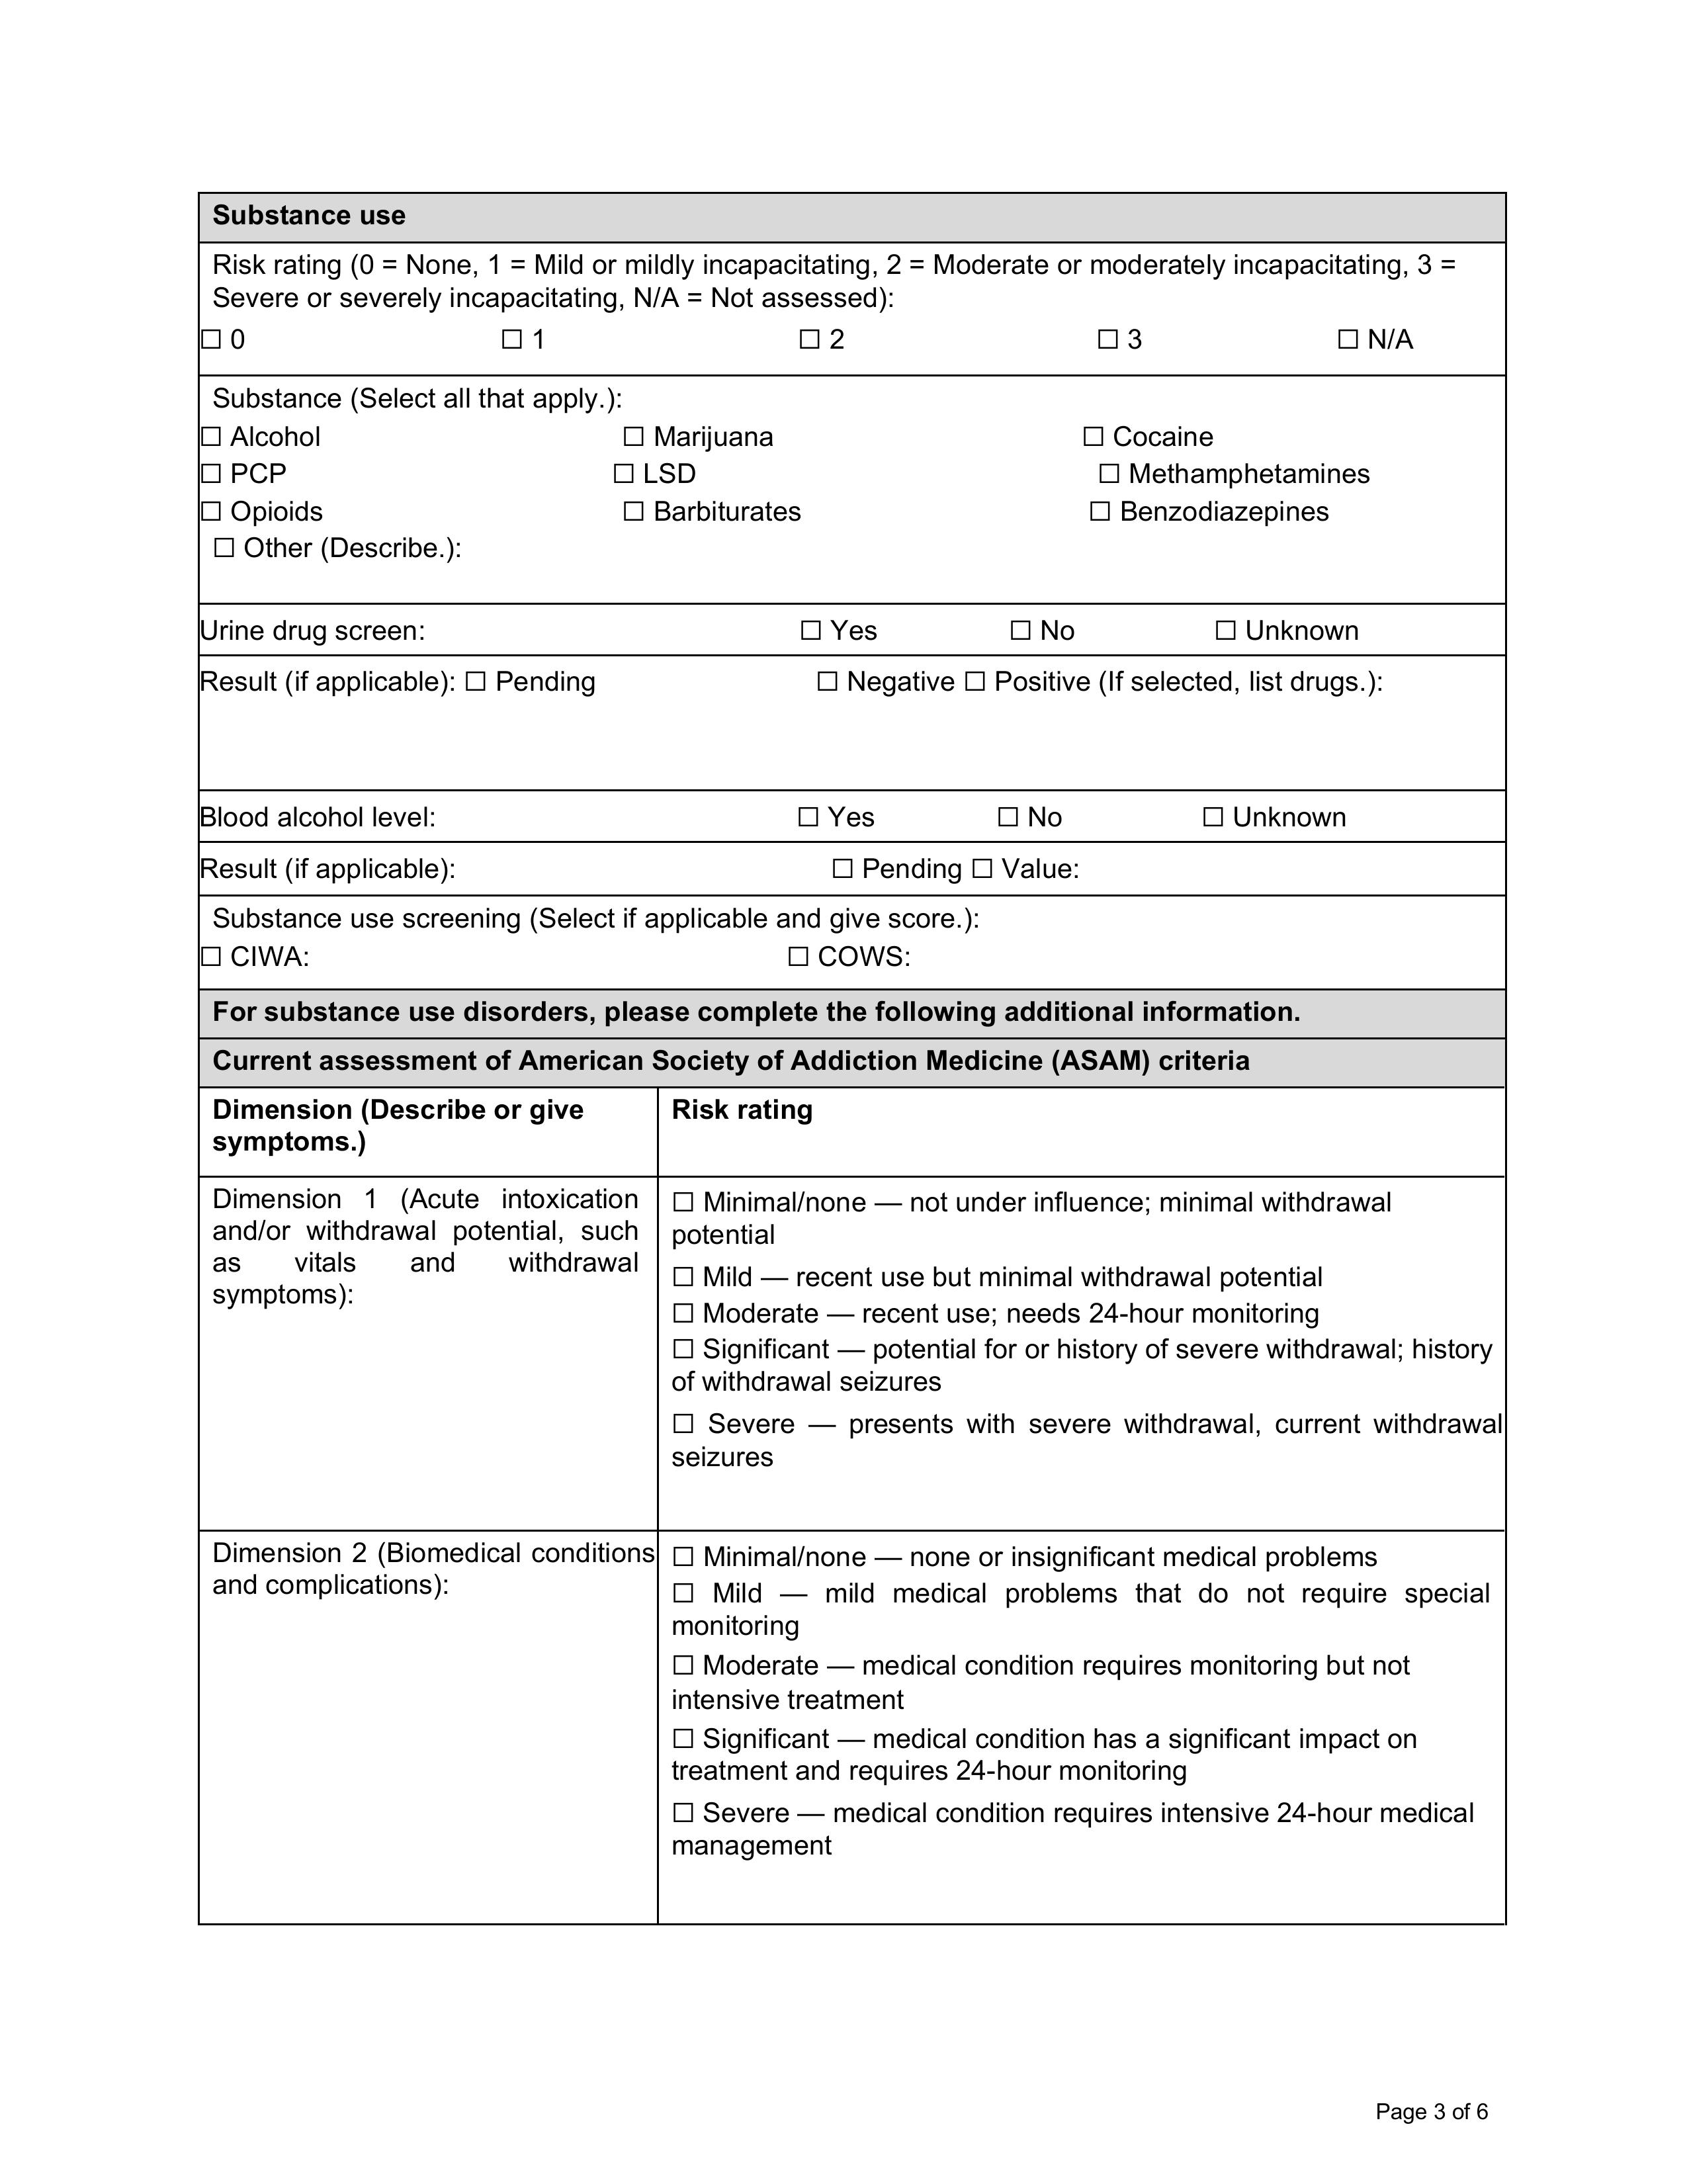 Substance use
Risk rating (0 = None, 1 = Mild or mildly incapacitating, 2 = Moderate or moderately incapacitating, 3 =
Severe or severely incapacitating, N/A = Not assessed):
☐ 0 ☐ 1 ☐ 2 ☐ 3 ☐ N/A
Substance (Select all that apply.):
☐ Alcohol ☐ Marijuana ☐ Cocaine
☐ PCP ☐ LSD ☐ Methamphetamines
☐ Opioids ☐ Barbiturates ☐ Benzodiazepines
☐ Other (Describe.):
Urine drug screen: ☐ Yes ☐ No ☐ Unknown
Result (if applicable): ☐ Pending ☐ Negative ☐ Positive (If selected, list drugs.):
Blood alcohol level: ☐ Yes ☐ No ☐ Unknown
Result (if applicable): ☐ Pending ☐ Value:
Substance use screening (Select if applicable and give score.):
☐ CIWA: ☐ COWS:
For substance use disorders, please complete the following additional information.
Current assessment of American Society of Addiction Medicine (ASAM) criteria
Dimension (Describe or give
symptoms.)
Risk rating
Dimension 1 (Acute intoxication
and/or withdrawal potential, such
as vitals and withdrawal
symptoms):
☐ Minimal/none — not under influence; minimal withdrawal
potential
☐ Mild — recent use but minimal withdrawal potential
☐ Moderate — recent use; needs 24-hour monitoring
☐ Significant — potential for or history of severe withdrawal; history
of withdrawal seizures
☐ Severe — presents with severe withdrawal, current withdrawal
seizures
Dimension 2 (Biomedical conditions
and complications):
☐ Minimal/none — none or insignificant medical problems
☐ Mild — mild medical problems that do not require special
monitoring
☐ Moderate — medical condition requires monitoring but not
intensive treatment
☐ Significant — medical condition has a significant impact on
treatment and requires 24-hour monitoring
☐ Severe — medical condition requires intensive 24-hour medical
management
Page 3 of 6